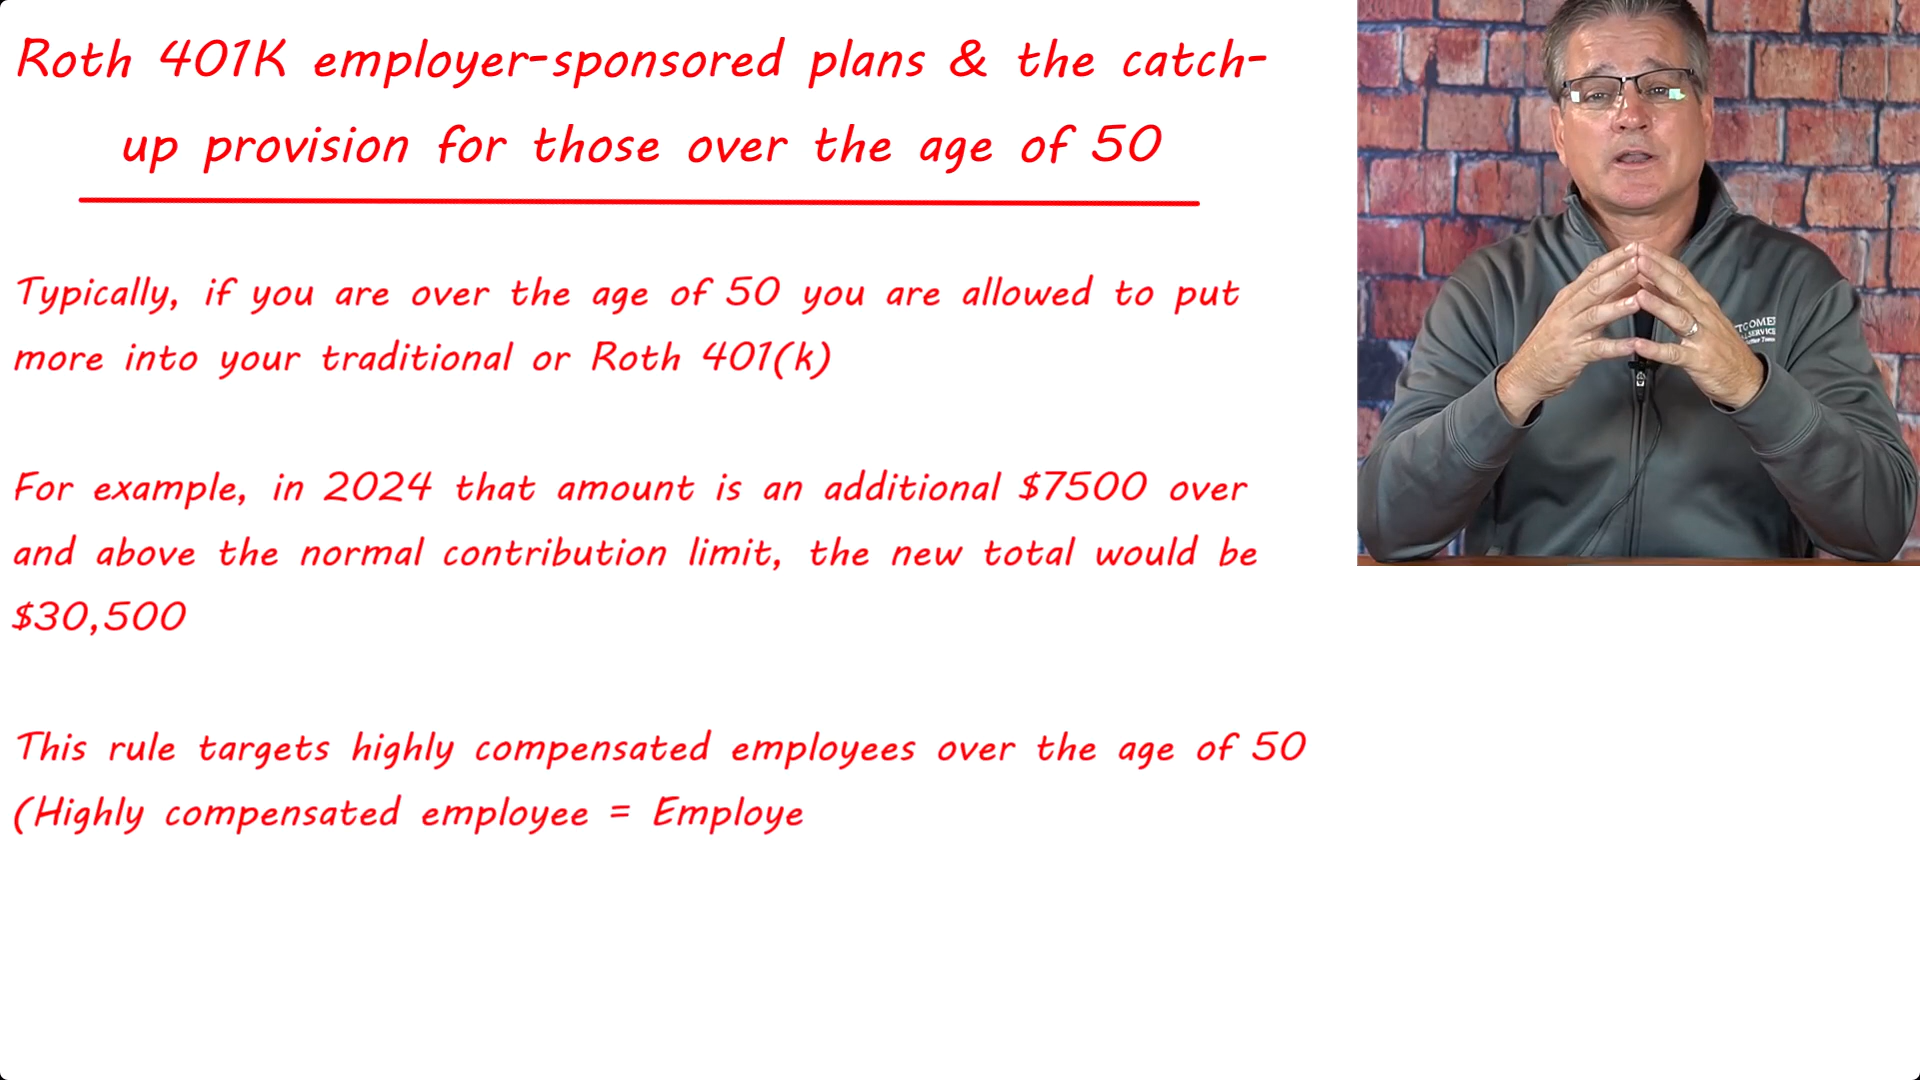 Roth 401K employer-sponsored plans & the catch-
up provision for those over the age of 50
Typically, if you are over the age of 50 you are allowed to put
more into your traditional or Roth 401(k)
For example, in 2024 that amount is an additional $7500 over
and above the normal contribution limit, the new total would be
$30,500
This rule targets highly compensated employees over the age of 50
(Highly compensated employee = Employe